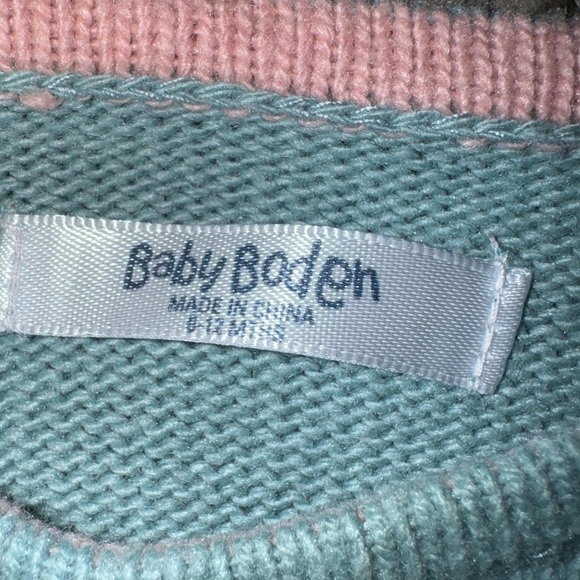 Baby Boden
MADE IN CHINA
6-12 MTHS